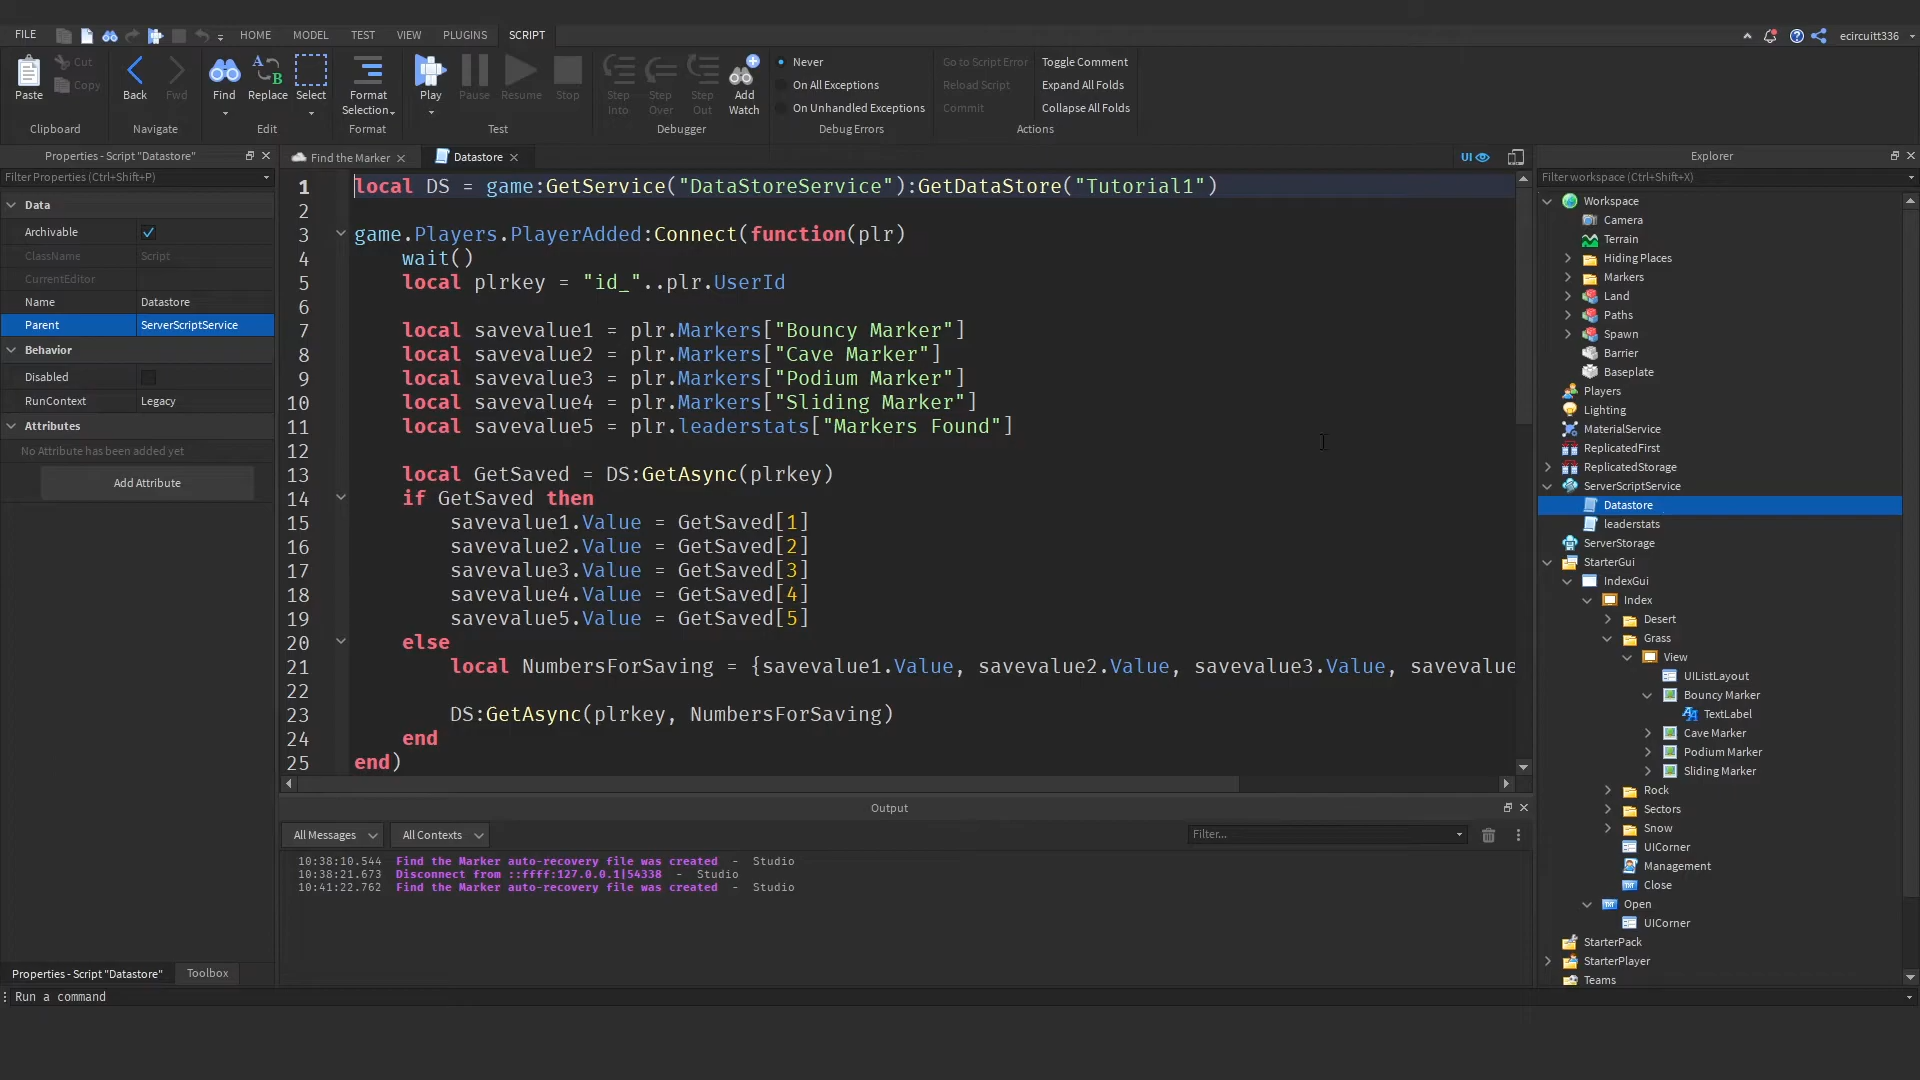 FILE
HOME
MODEL
TEST
VIEW
PLUGINS
SCRIPT
ecircuitt336
Paste
Cut
Copy
Clipboard
Back
Fwd
Navigate
Find
Replace
Select
Edit
Format
Selection
Format
Play
Pause
Resume
Stop
Test
Step
Into
Step
Over
Step
Out
Add
Watch
Debugger
Never
On All Exceptions
On Unhandled Exceptions
Debug Errors
Go to Script Error
Reload Script
Commit
Toggle Comment
Expand All Folds
Collapse All Folds
Actions
Properties - Script "Datastore"
Filter Properties (Ctrl+Shift+P)
Data
Archivable
ClassName Script
CurrentEditor
Name Datastore
Parent ServerScriptService
Behavior
Disabled
RunContext Legacy
Attributes
No Attribute has been added yet
Add Attribute
Properties - Script "Datastore"
Toolbox
Find the Marker
Datastore
UI
1 local DS = game:GetService("DataStoreService"):GetDataStore("Tutorial1")
2
3 game.Players.PlayerAdded:Connect(function(plr)
4 wait()
5 local plrkey = "id_"..plr.UserId
6
7 local savevalue1 = plr.Markers["Bouncy Marker"]
8 local savevalue2 = plr.Markers["Cave Marker"]
9 local savevalue3 = plr.Markers["Podium Marker"]
10 local savevalue4 = plr.Markers["Sliding Marker"]
11 local savevalue5 = plr.leaderstats["Markers Found"]
12
13 local GetSaved = DS:GetAsync(plrkey)
14 if GetSaved then
15 savevalue1.Value = GetSaved[1]
16 savevalue2.Value = GetSaved[2]
17 savevalue3.Value = GetSaved[3]
18 savevalue4.Value = GetSaved[4]
19 savevalue5.Value = GetSaved[5]
20 else
21 local NumbersForSaving = {savevalue1.Value, savevalue2.Value, savevalue3.Value, savevalue
22
23 DS:GetAsync(plrkey, NumbersForSaving)
24 end
25 end)
Output
All Messages
All Contexts
Filter...
10:38:10.544 Find the Marker auto-recovery file was created - Studio
10:38:21.673 Disconnect from ::ffff:127.0.0.1|54338 - Studio
10:41:22.762 Find the Marker auto-recovery file was created - Studio
Explorer
Filter workspace (Ctrl+Shift+X)
Workspace
Camera
Terrain
Hiding Places
Markers
Land
Paths
Spawn
Barrier
Baseplate
Players
Lighting
MaterialService
ReplicatedFirst
ReplicatedStorage
ServerScriptService
Datastore
leaderstats
ServerStorage
StarterGui
IndexGui
Index
Desert
Grass
View
UIListLayout
Bouncy Marker
TextLabel
Cave Marker
Podium Marker
Sliding Marker
Rock
Sectors
Snow
UICorner
Management
Close
Open
UICorner
StarterPack
StarterPlayer
Teams
Run a command